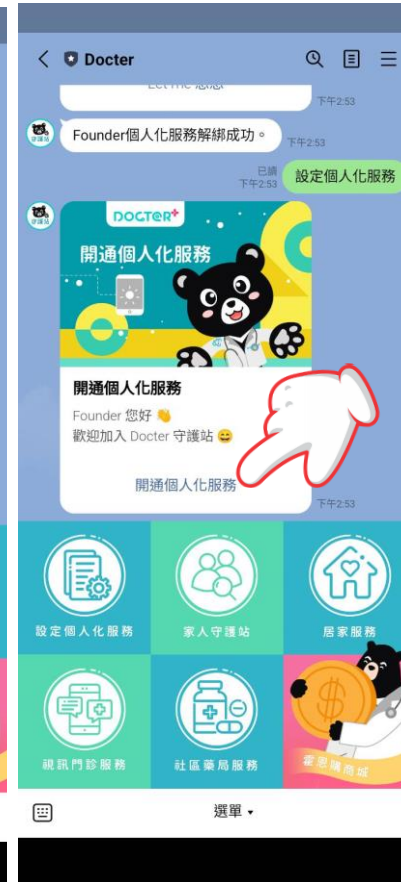 Docter
Let me 感慼
下午2:53
Founder個人化服務解綁成功。
下午2:53
已讀
下午2:53
設定個人化服務
DOCTER+
開通個人化服務
開通個人化服務
Founder 您好 👋
歡迎加入 Docter 守護站 😄
開通個人化服務
下午2:53
設定個人化服務
家人守護站
居家服務
視訊門診服務
社區藥局服務
霍思購商城
選單